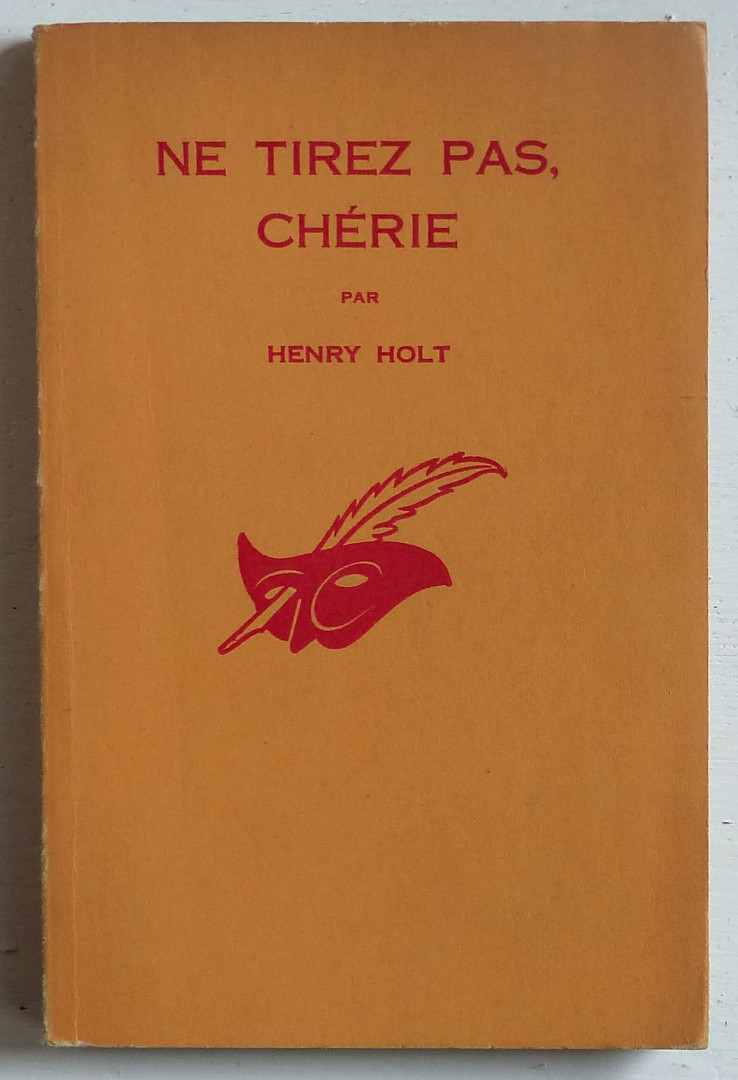 NE TIREZ PAS,
CHÉRIE
PAR
HENRY HOLT